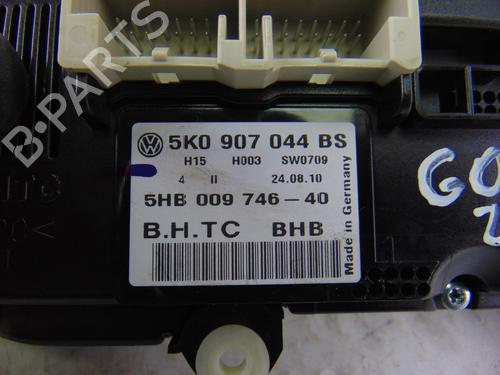 B-PARTS
5K0 907 044 BS
H15 H003 SW0709
4 II 24.08.10
5HB 009 746-40
B.H.TC BHB
Made in Germany
GO